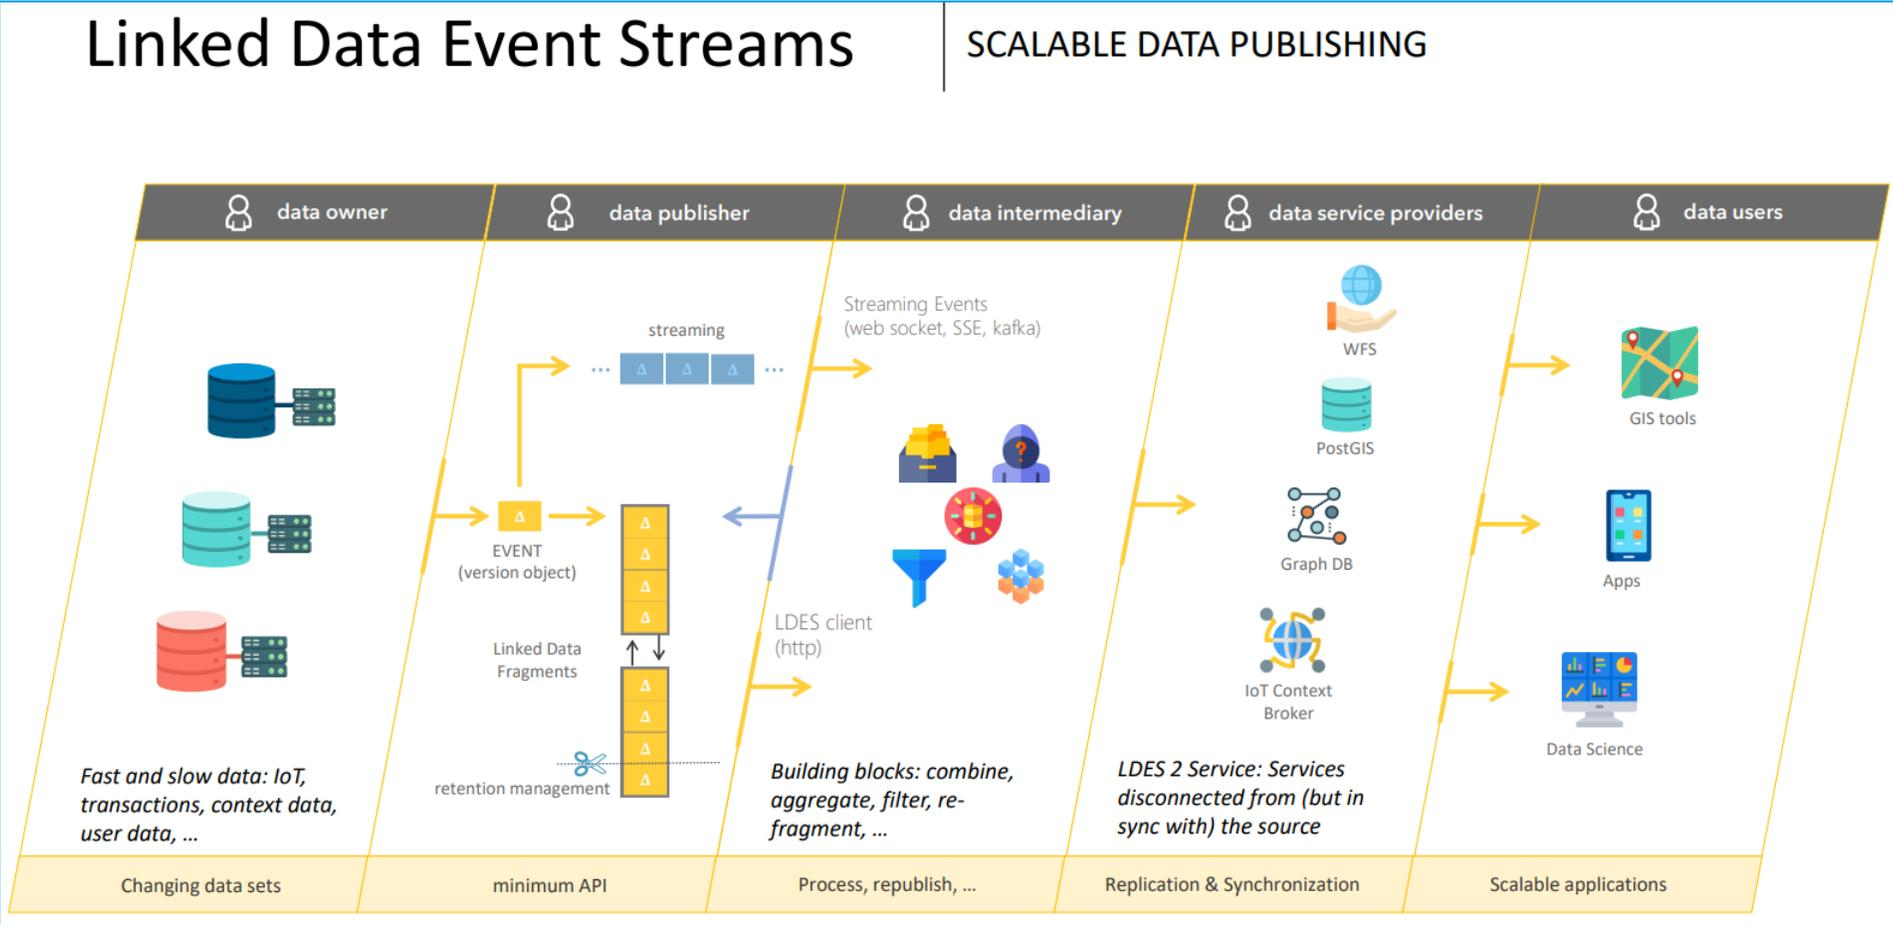 Linked Data Event Streams
SCALABLE DATA PUBLISHING
data owner
data publisher
data intermediary
data service providers
data users
Fast and slow data: IoT,
transactions, context data,
user data, ...
streaming
... Δ Δ Δ ...
Δ
EVENT
(version object)
Δ
Δ
Δ
Δ
Linked Data
Fragments
Δ
Δ
Δ
Δ
retention management
Streaming Events
(web socket, SSE, kafka)
?
LDES client
(http)
Building blocks: combine,
aggregate, filter, re-
fragment, ...
WFS
PostGIS
Graph DB
IoT Context
Broker
LDES 2 Service: Services
disconnected from (but in
sync with) the source
GIS tools
Apps
Data Science
Changing data sets
minimum API
Process, republish, ...
Replication & Synchronization
Scalable applications